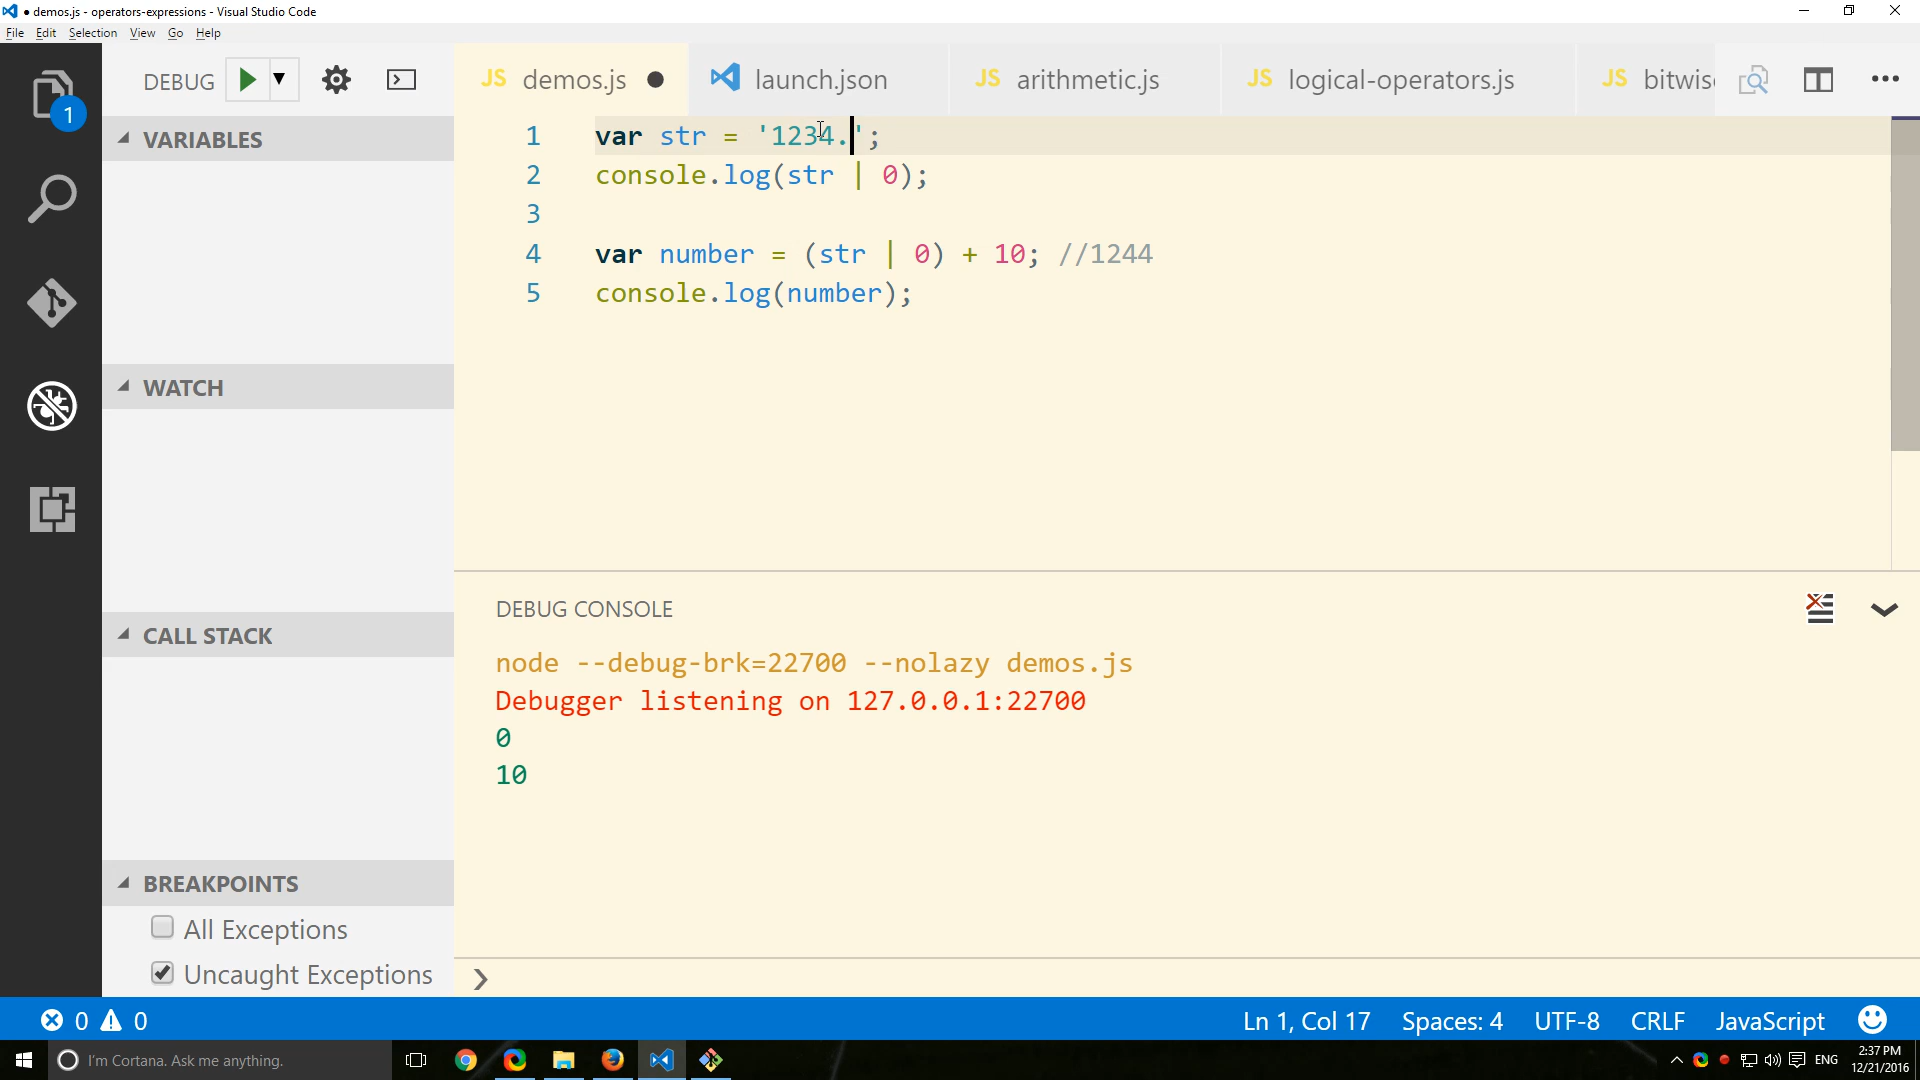 ● demos.js - operators-expressions - Visual Studio Code
File Edit Selection View Go Help
1
DEBUG
JS demos.js ●
launch.json
JS arithmetic.js
JS logical-operators.js
JS bitwis
VARIABLES
WATCH
CALL STACK
BREAKPOINTS
All Exceptions
Uncaught Exceptions
1 var str = '1234.';
2 console.log(str | 0);
3
4 var number = (str | 0) + 10; //1244
5 console.log(number);
DEBUG CONSOLE
node --debug-brk=22700 --nolazy demos.js
Debugger listening on 127.0.0.1:22700
0
10
0 0
Ln 1, Col 17 Spaces: 4 UTF-8 CRLF JavaScript
I'm Cortana. Ask me anything.
ENG
2:37 PM
12/21/2016